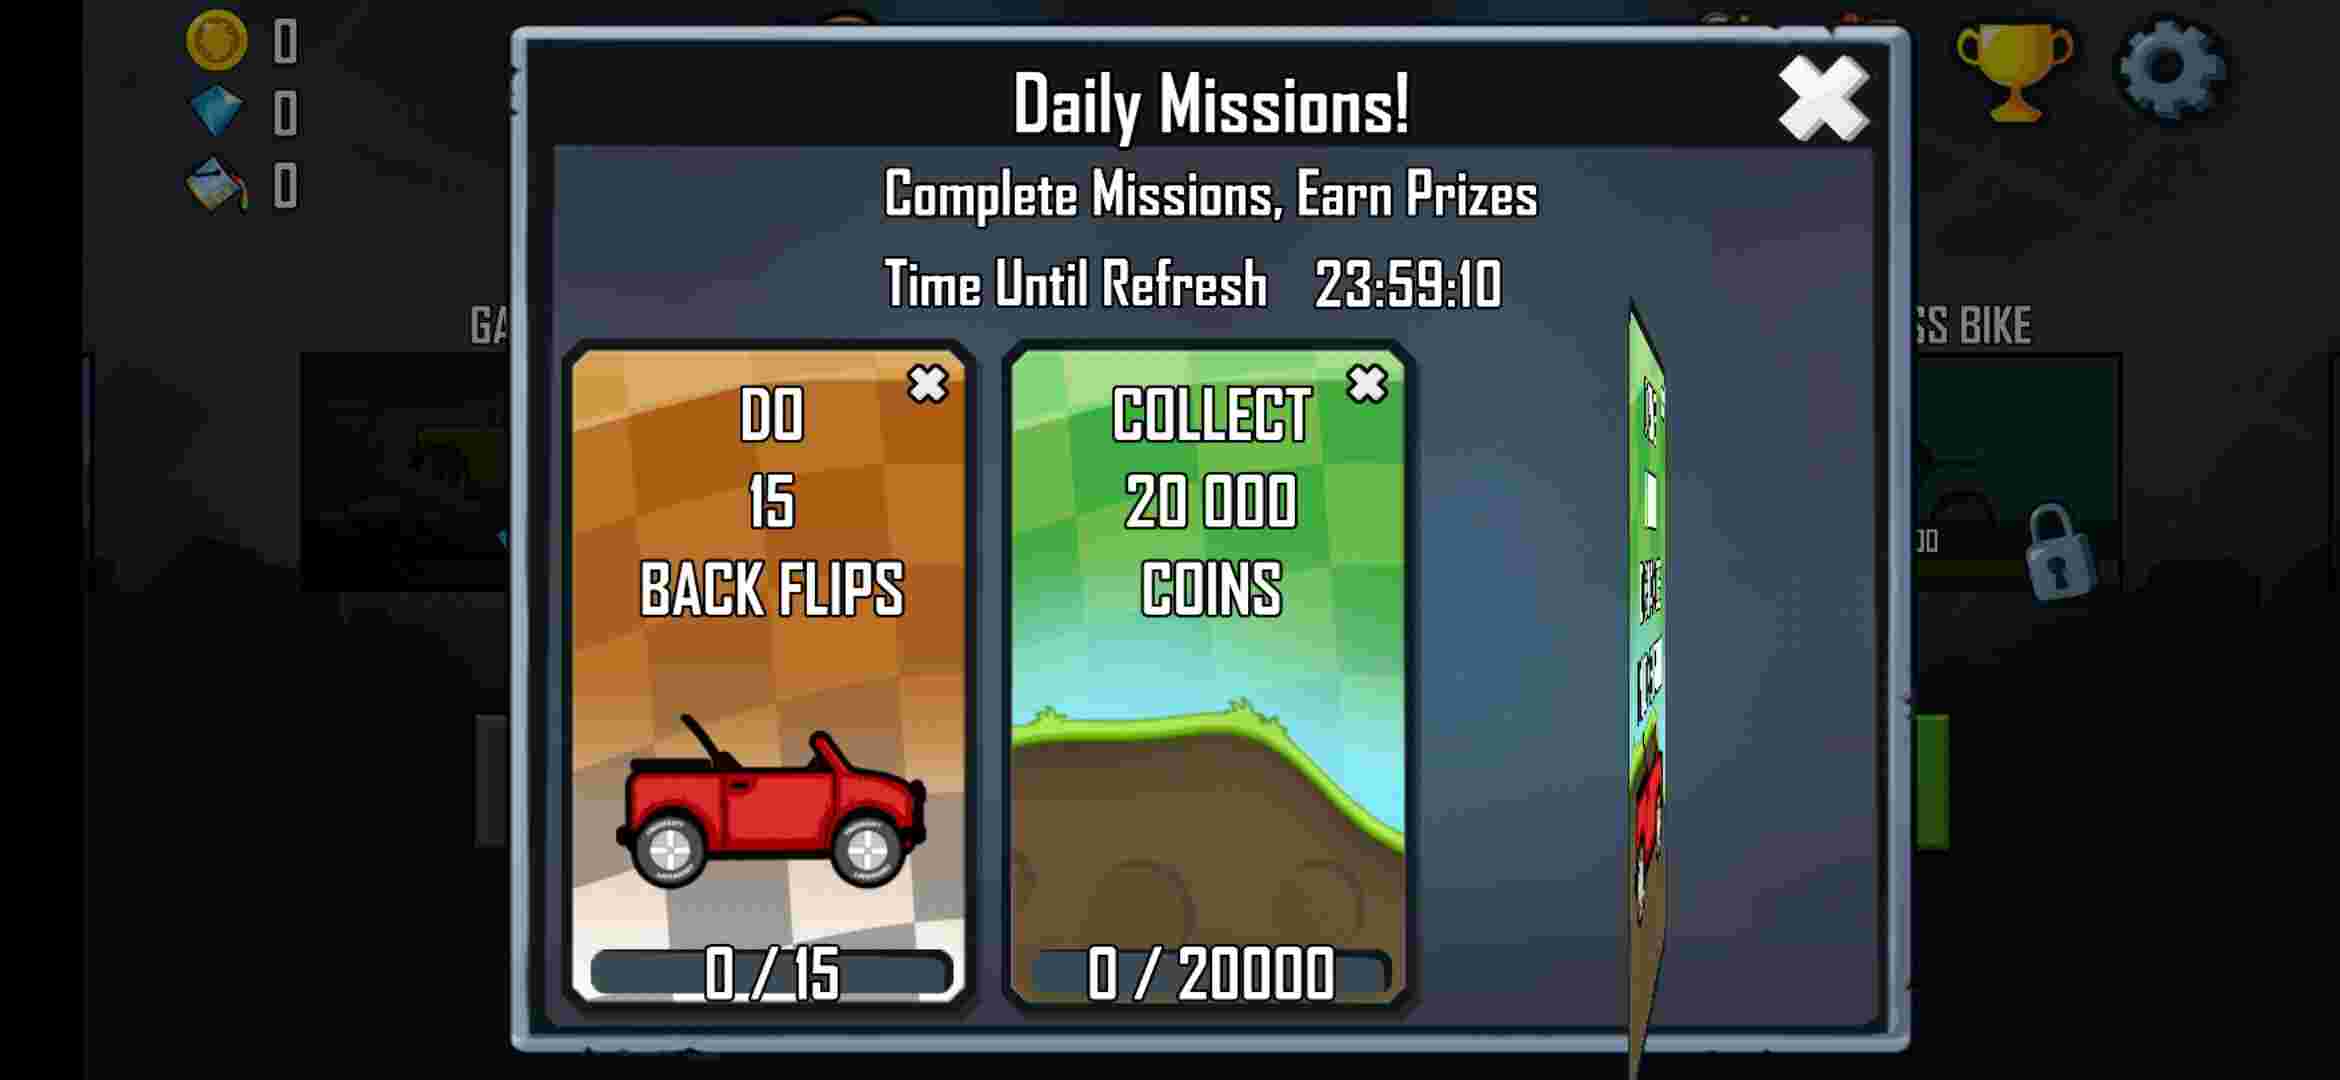 0
0
0
Daily Missions!
Complete Missions, Earn Prizes
Time Until Refresh 23:59:10
SS BIKE
DO
15
BACK FLIPS
0 / 15
COLLECT
20 000
COINS
0 / 20000